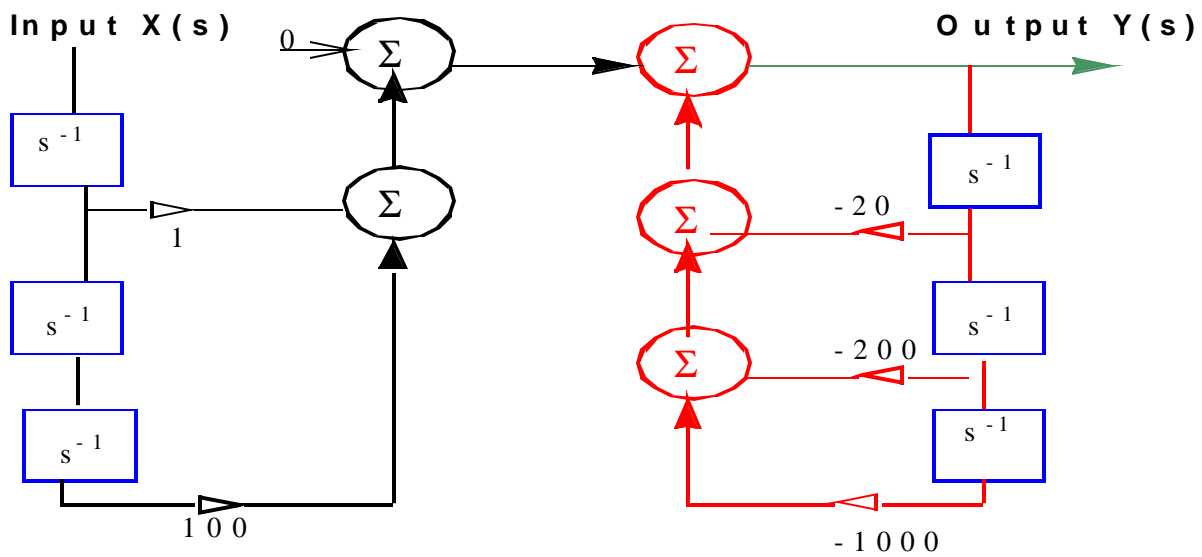 Input X(s)
Output Y(s)
0
Σ
Σ
s⁻¹
s⁻¹
Σ
Σ
-20
1
s⁻¹
s⁻¹
-200
Σ
s⁻¹
s⁻¹
100
-1000